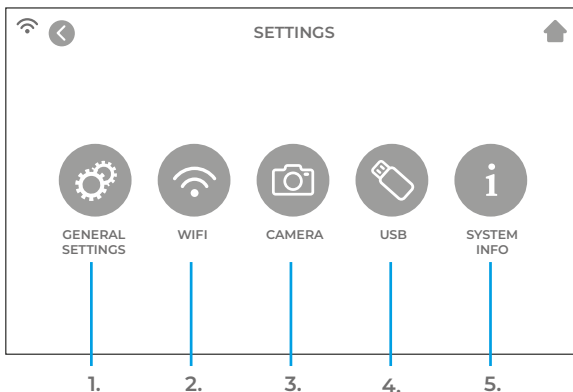 SETTINGS
GENERAL
SETTINGS
WIFI
CAMERA
USB
SYSTEM
INFO
1.
2.
3.
4.
5.